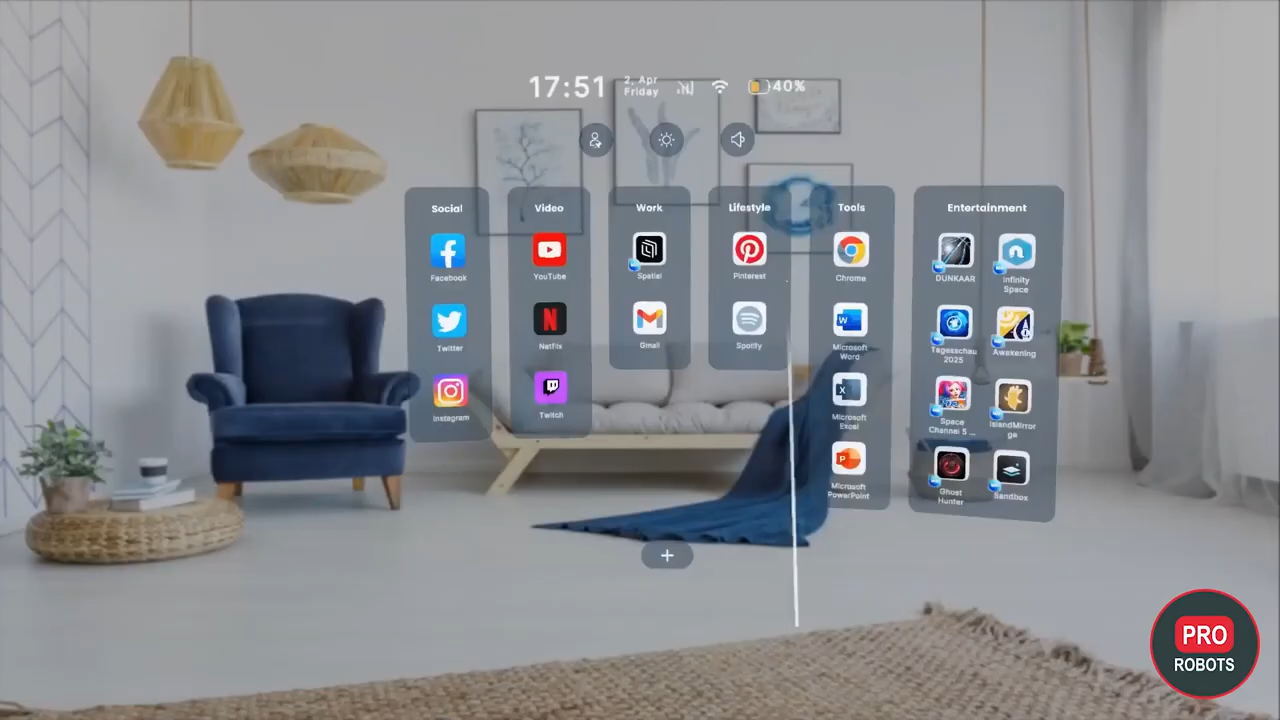 17:51
2, Apr
Friday
40%
Social
Video
Work
Lifestyle
Tools
Entertainment
Facebook
YouTube
Spatial
Pinterest
Chrome
DUNKAAR
Infinity
Space
Twitter
Netflix
Gmail
Spotify
Microsoft
Word
Tagesschau
2025
Awakening
Instagram
Twitch
Microsoft
Excel
Space
Channel 5 ...
IslandMirror
ge
Microsoft
PowerPoint
Ghost
Hunter
Sandbox
PRO
ROBOTS